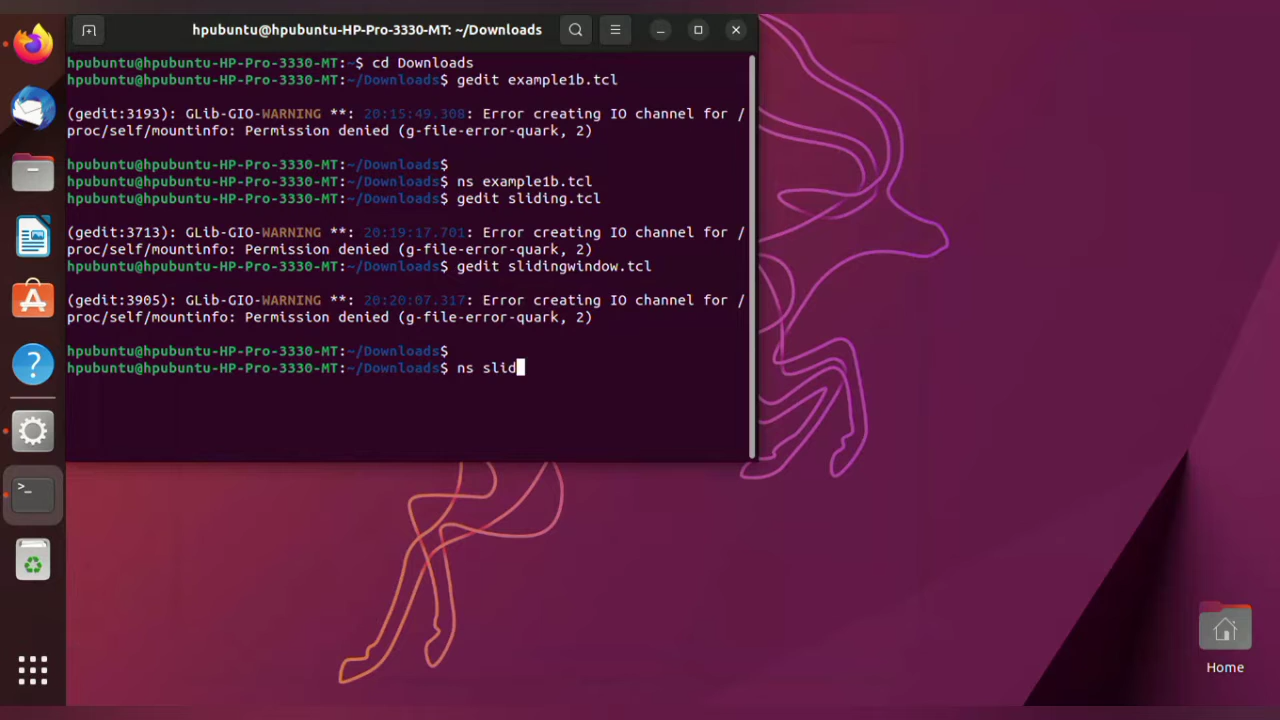 hpubuntu@hpubuntu-HP-Pro-3330-MT: ~/Downloads
hpubuntu@hpubuntu-HP-Pro-3330-MT:~$ cd Downloads
hpubuntu@hpubuntu-HP-Pro-3330-MT:~/Downloads$ gedit example1b.tcl
(gedit:3193): GLib-GIO-WARNING **: 20:15:49.308: Error creating IO channel for /
proc/self/mountinfo: Permission denied (g-file-error-quark, 2)
hpubuntu@hpubuntu-HP-Pro-3330-MT:~/Downloads$
hpubuntu@hpubuntu-HP-Pro-3330-MT:~/Downloads$ ns example1b.tcl
hpubuntu@hpubuntu-HP-Pro-3330-MT:~/Downloads$ gedit sliding.tcl
(gedit:3713): GLib-GIO-WARNING **: 20:19:17.701: Error creating IO channel for /
proc/self/mountinfo: Permission denied (g-file-error-quark, 2)
hpubuntu@hpubuntu-HP-Pro-3330-MT:~/Downloads$ gedit slidingwindow.tcl
(gedit:3905): GLib-GIO-WARNING **: 20:20:07.317: Error creating IO channel for /
proc/self/mountinfo: Permission denied (g-file-error-quark, 2)
hpubuntu@hpubuntu-HP-Pro-3330-MT:~/Downloads$
hpubuntu@hpubuntu-HP-Pro-3330-MT:~/Downloads$ ns slid
Home